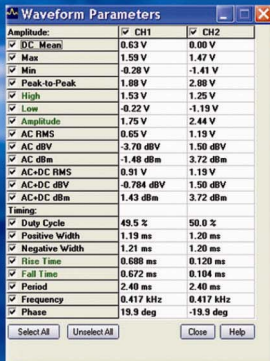 Waveform Parameters
Amplitude: CH1 CH2
DC_Mean 0.63 V 0.00 V
Max 1.59 V 1.47 V
Min -0.28 V -1.41 V
Peak-to-Peak 1.88 V 2.88 V
High 1.53 V 1.25 V
Low -0.22 V -1.19 V
Amplitude 1.75 V 2.44 V
AC RMS 0.65 V 1.19 V
AC dBV -3.70 dBV 1.50 dBV
AC dBm -1.48 dBm 3.72 dBm
AC+DC RMS 0.91 V 1.19 V
AC+DC dBV -0.784 dBV 1.50 dBV
AC+DC dBm 1.43 dBm 3.72 dBm
Timing:
Duty Cycle 49.5 % 50.0 %
Positive Width 1.19 ms 1.20 ms
Negative Width 1.21 ms 1.20 ms
Rise Time 0.688 ms 0.120 ms
Fall Time 0.672 ms 0.104 ms
Period 2.40 ms 2.40 ms
Frequency 0.417 kHz 0.417 kHz
Phase 19.9 deg -19.9 deg
Select All Unselect All Close Help